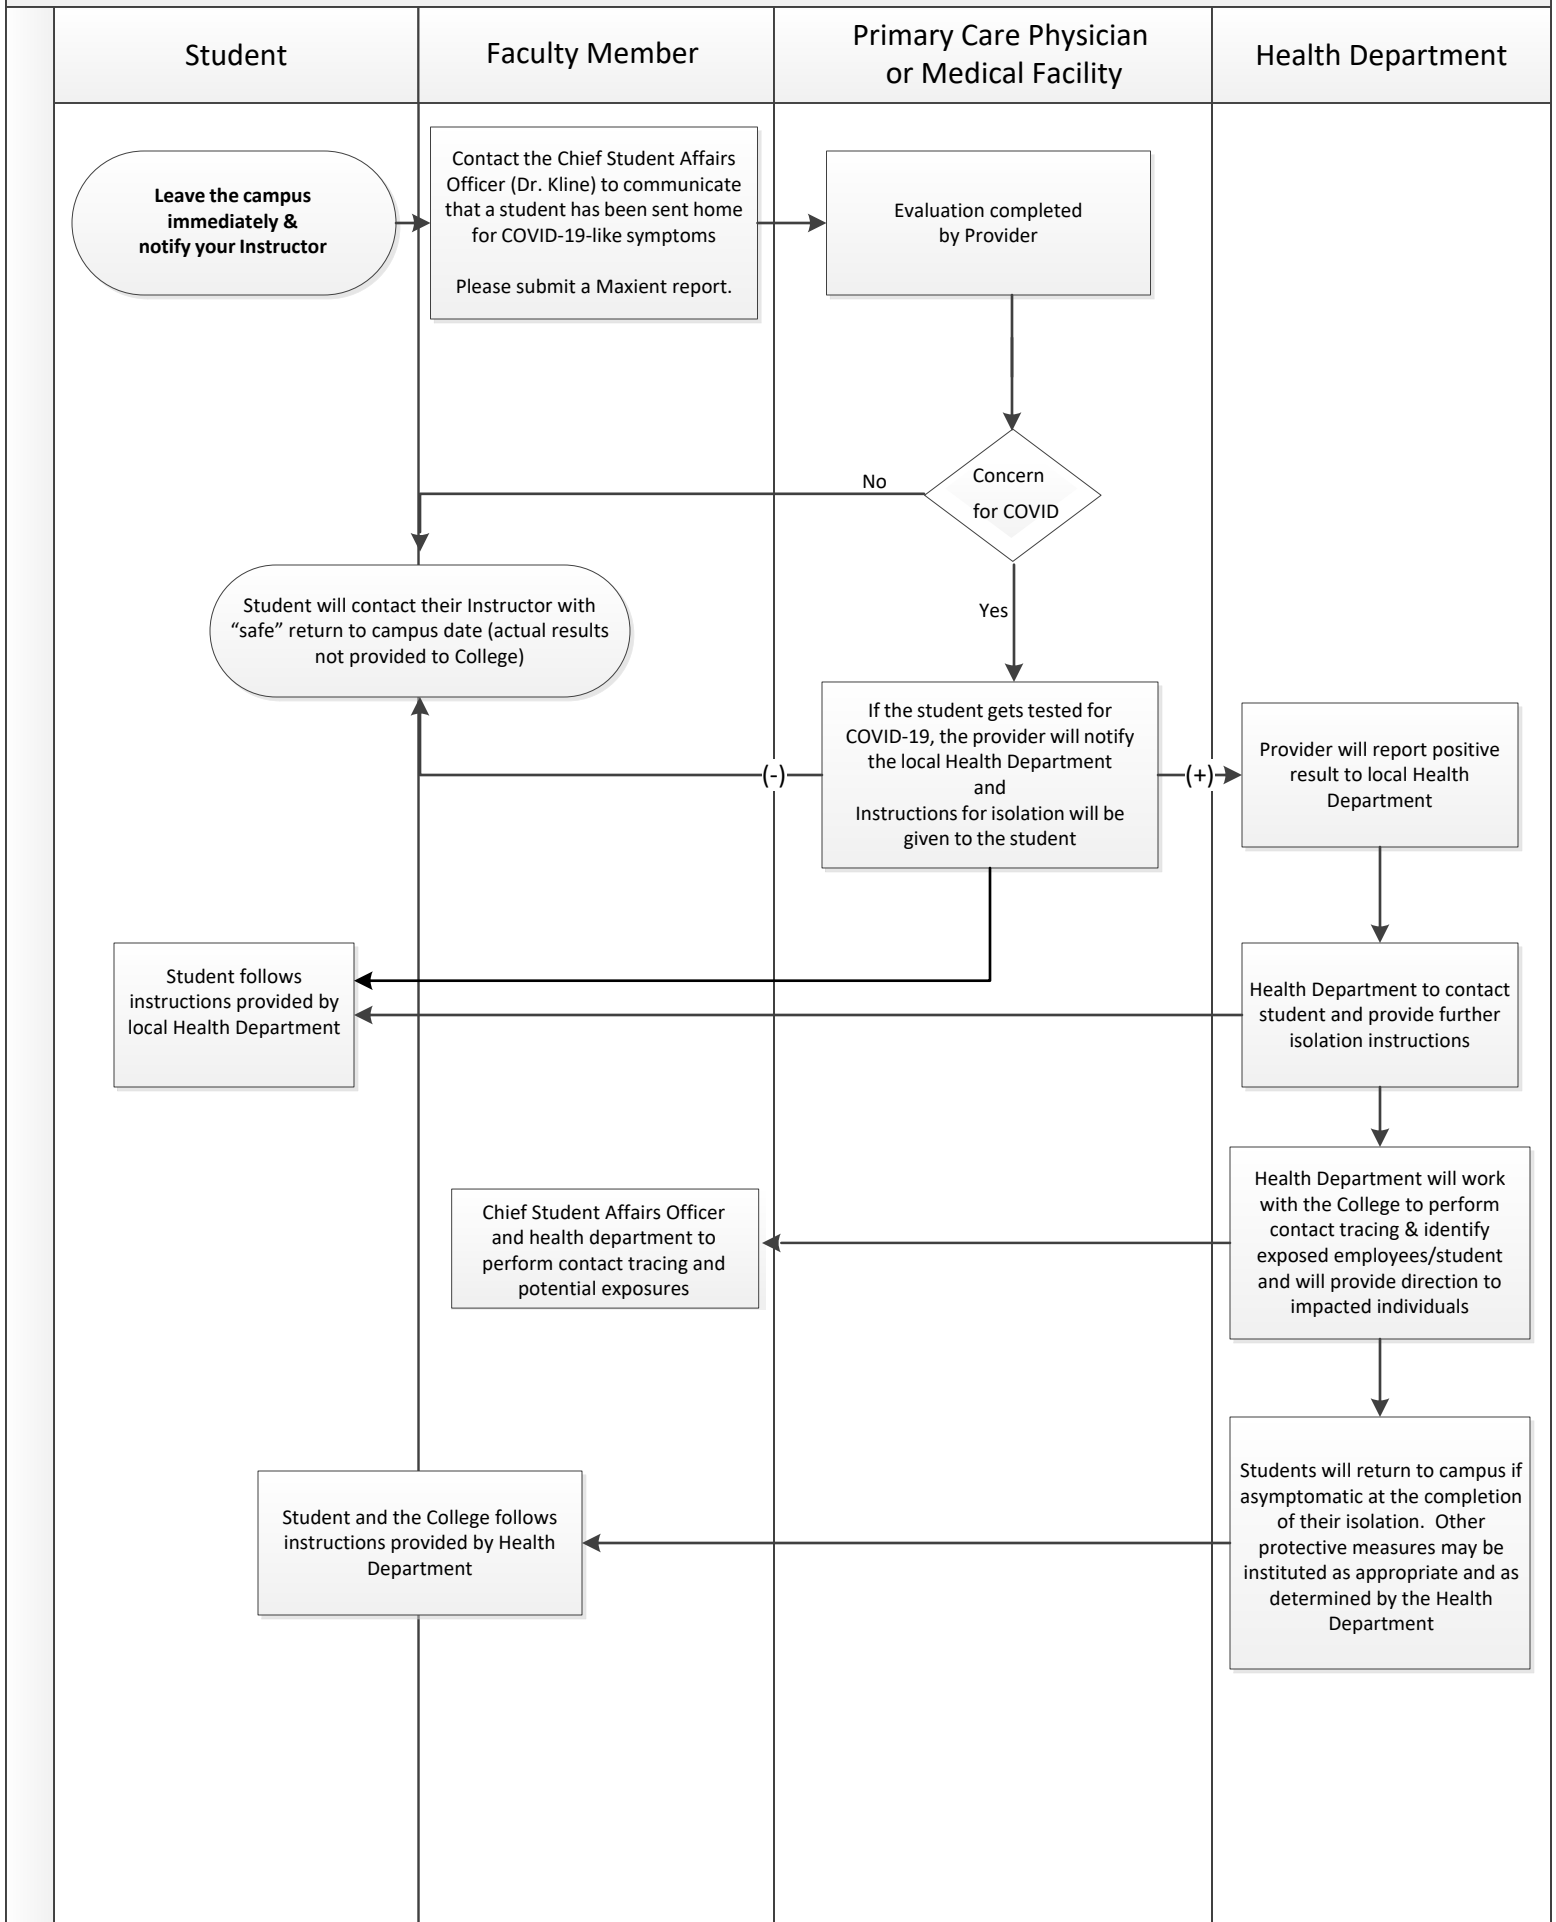 Student
Faculty Member
Primary Care Physician
or Medical Facility
Health Department
Leave the campus
immediately &
notify your Instructor
Contact the Chief Student Affairs
Officer (Dr. Kline) to communicate
that a student has been sent home
for COVID-19-like symptoms
Please submit a Maxient report.
Evaluation completed
by Provider
Concern
for COVID
No
Yes
Student will contact their Instructor with
“safe” return to campus date (actual results
not provided to College)
If the student gets tested for
COVID-19, the provider will notify
the local Health Department
and
Instructions for isolation will be
given to the student
(-)
(+)
Provider will report positive
result to local Health
Department
Student follows
instructions provided by
local Health Department
Health Department to contact
student and provide further
isolation instructions
Chief Student Affairs Officer
and health department to
perform contact tracing and
potential exposures
Health Department will work
with the College to perform
contact tracing & identify
exposed employees/student
and will provide direction to
impacted individuals
Student and the College follows
instructions provided by Health
Department
Students will return to campus if
asymptomatic at the completion
of their isolation.  Other
protective measures may be
instituted as appropriate and as
determined by the Health
Department